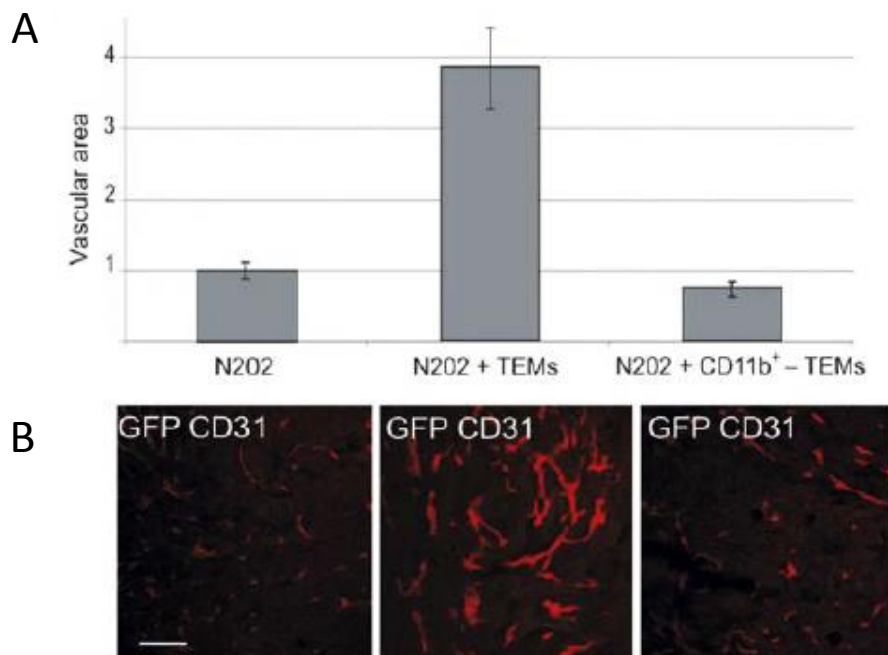 A
Vascular area
4
3
2
1
N202
N202 + TEMs
N202 + CD11b⁺ – TEMs
B
GFP CD31
GFP CD31
GFP CD31